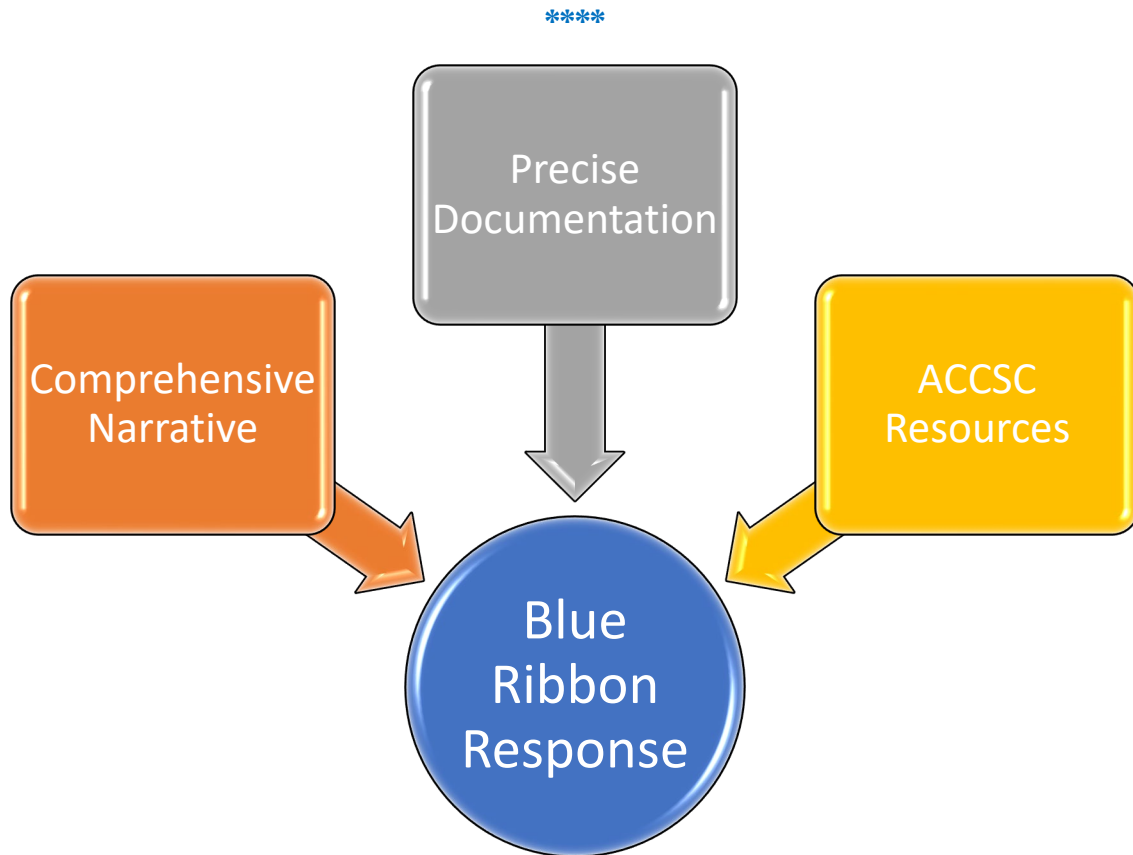 ****
Precise
Documentation
Comprehensive
Narrative
ACCSC
Resources
Blue
Ribbon
Response